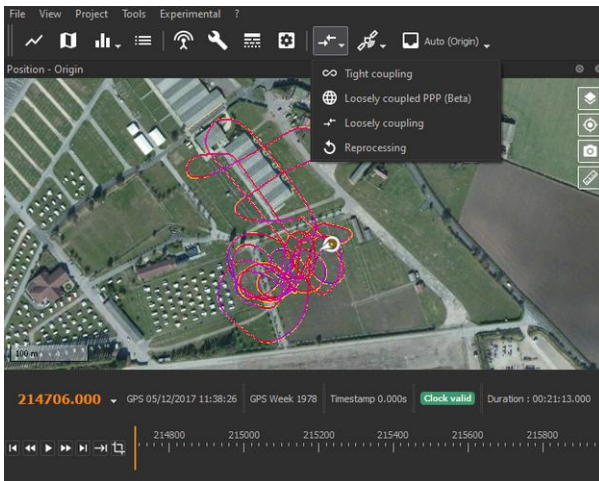 File View Project Tools Experimental ?
Auto (Origin)
Position - Origin
Tight coupling
Loosely coupled PPP (Beta)
Loosely coupling
Reprocessing
100 m
214706.000 GPS 05/12/2017 11:38:26 GPS Week 1978 Timestamp 0.000s Clock valid Duration : 00:21:13.000
214800 215000 215200 215400 215600 215800